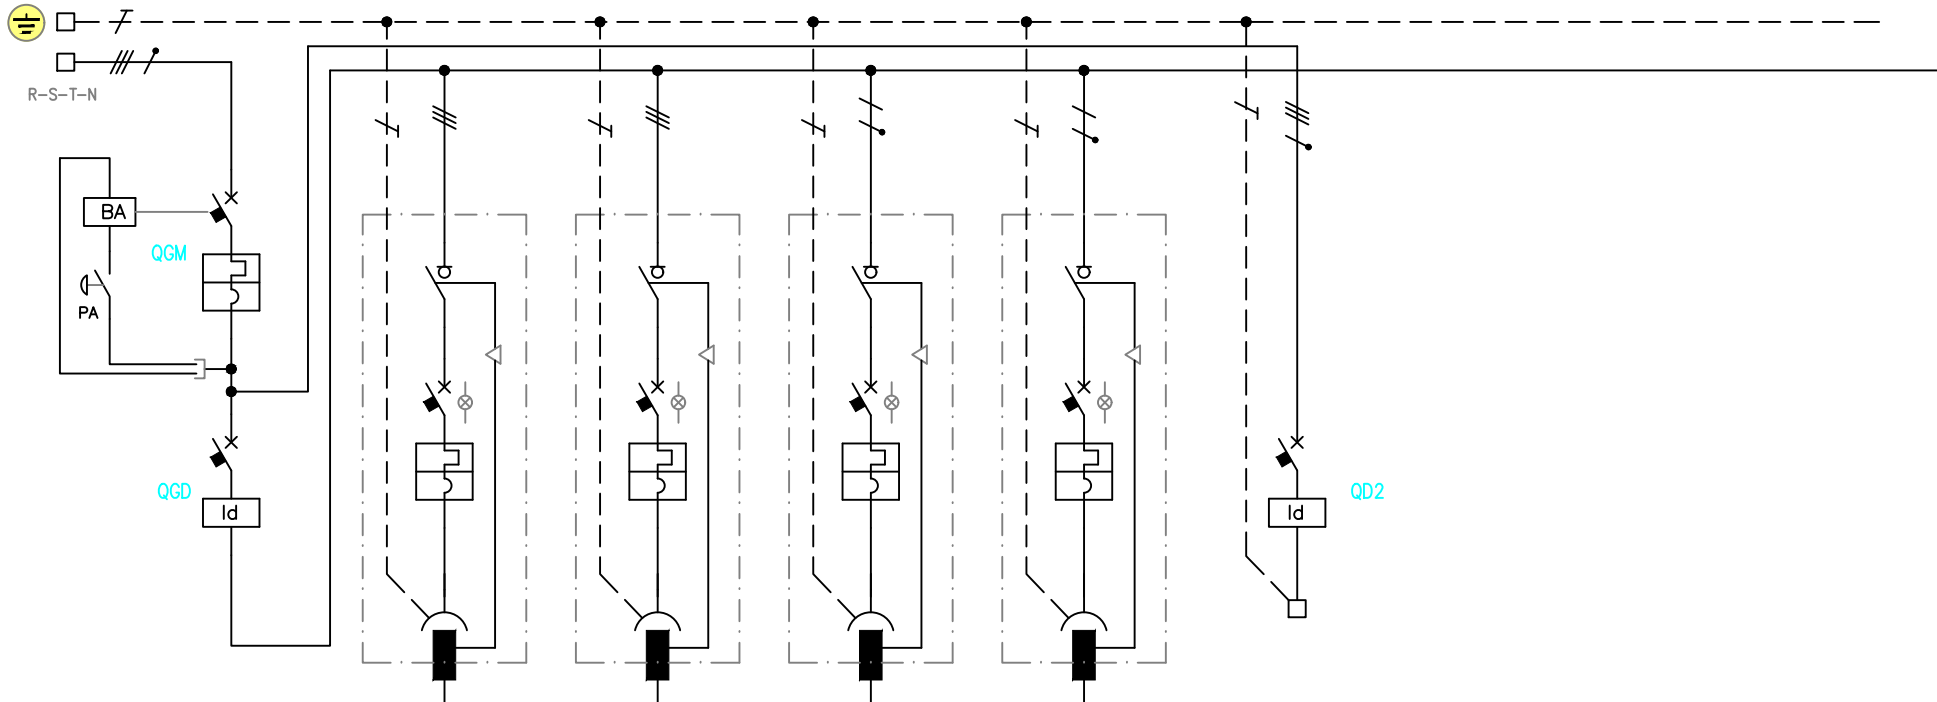 R-S-T-N
BA
QGM
PA
QGD
Id
QD2
Id